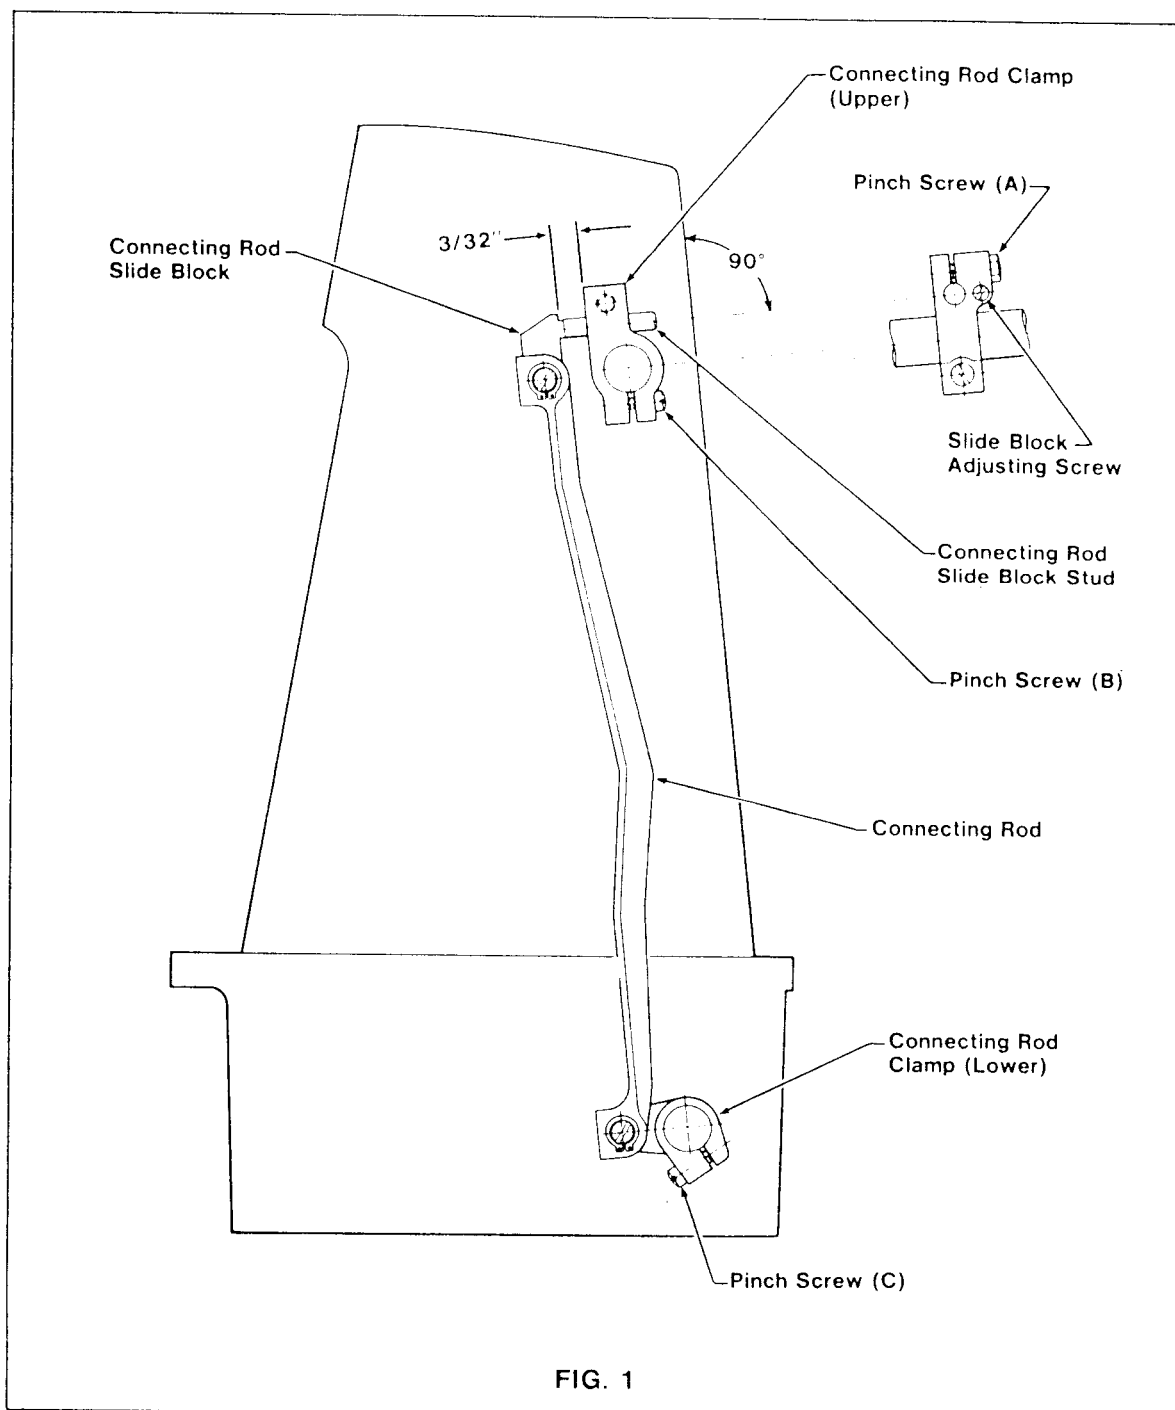 Connecting Rod Clamp
(Upper)
Pinch Screw (A)
3/32"
Connecting Rod
Slide Block
90°
Slide Block
Adjusting Screw
Connecting Rod
Slide Block Stud
Pinch Screw (B)
Connecting Rod
Connecting Rod
Clamp (Lower)
Pinch Screw (C)
FIG. 1